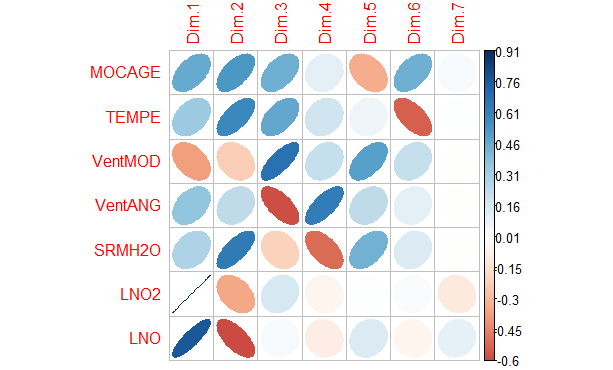 Dim.1 Dim.2 Dim.3 Dim.4 Dim.5 Dim.6 Dim.7
MOCAGE
TEMPE
VentMOD
VentANG
SRMH2O
LNO2
LNO
0.91
0.76
0.61
0.46
0.31
0.16
0.01
-0.15
-0.3
-0.45
-0.6